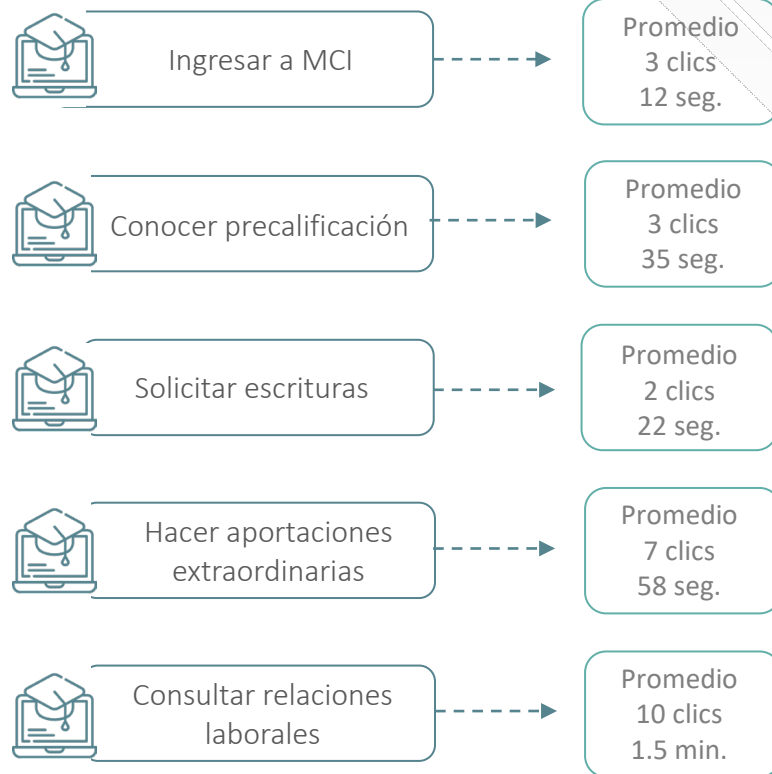 Ingresar a MCI
Promedio
3 clics
12 seg.
Conocer precalificación
Promedio
3 clics
35 seg.
Solicitar escrituras
Promedio
2 clics
22 seg.
Hacer aportaciones
extraordinarias
Promedio
7 clics
58 seg.
Consultar relaciones
laborales
Promedio
10 clics
1.5 min.